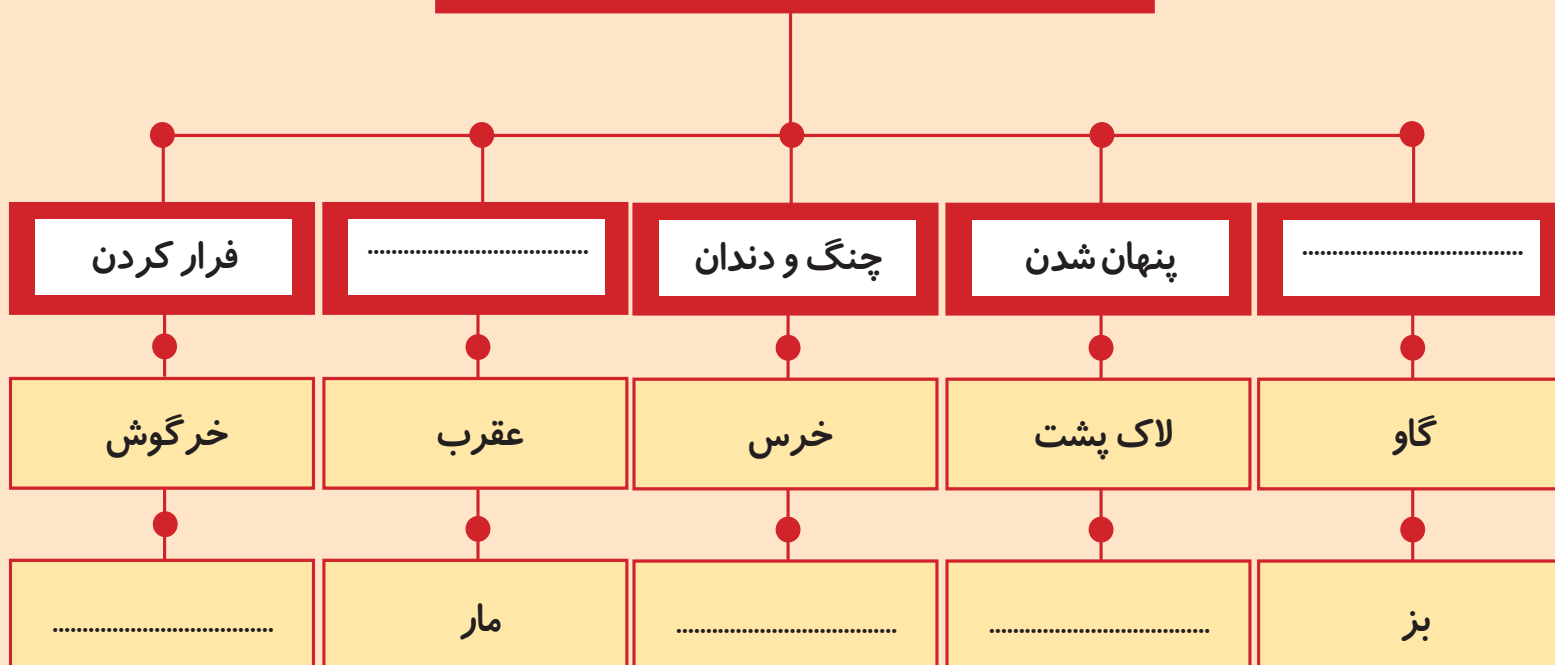 ..................................... پنهان شدن چنگ و دندان ..................................... فرار کردن
گاو لاک پشت خرس عقرب خرگوش
بز ..................................... ..................................... مار .....................................